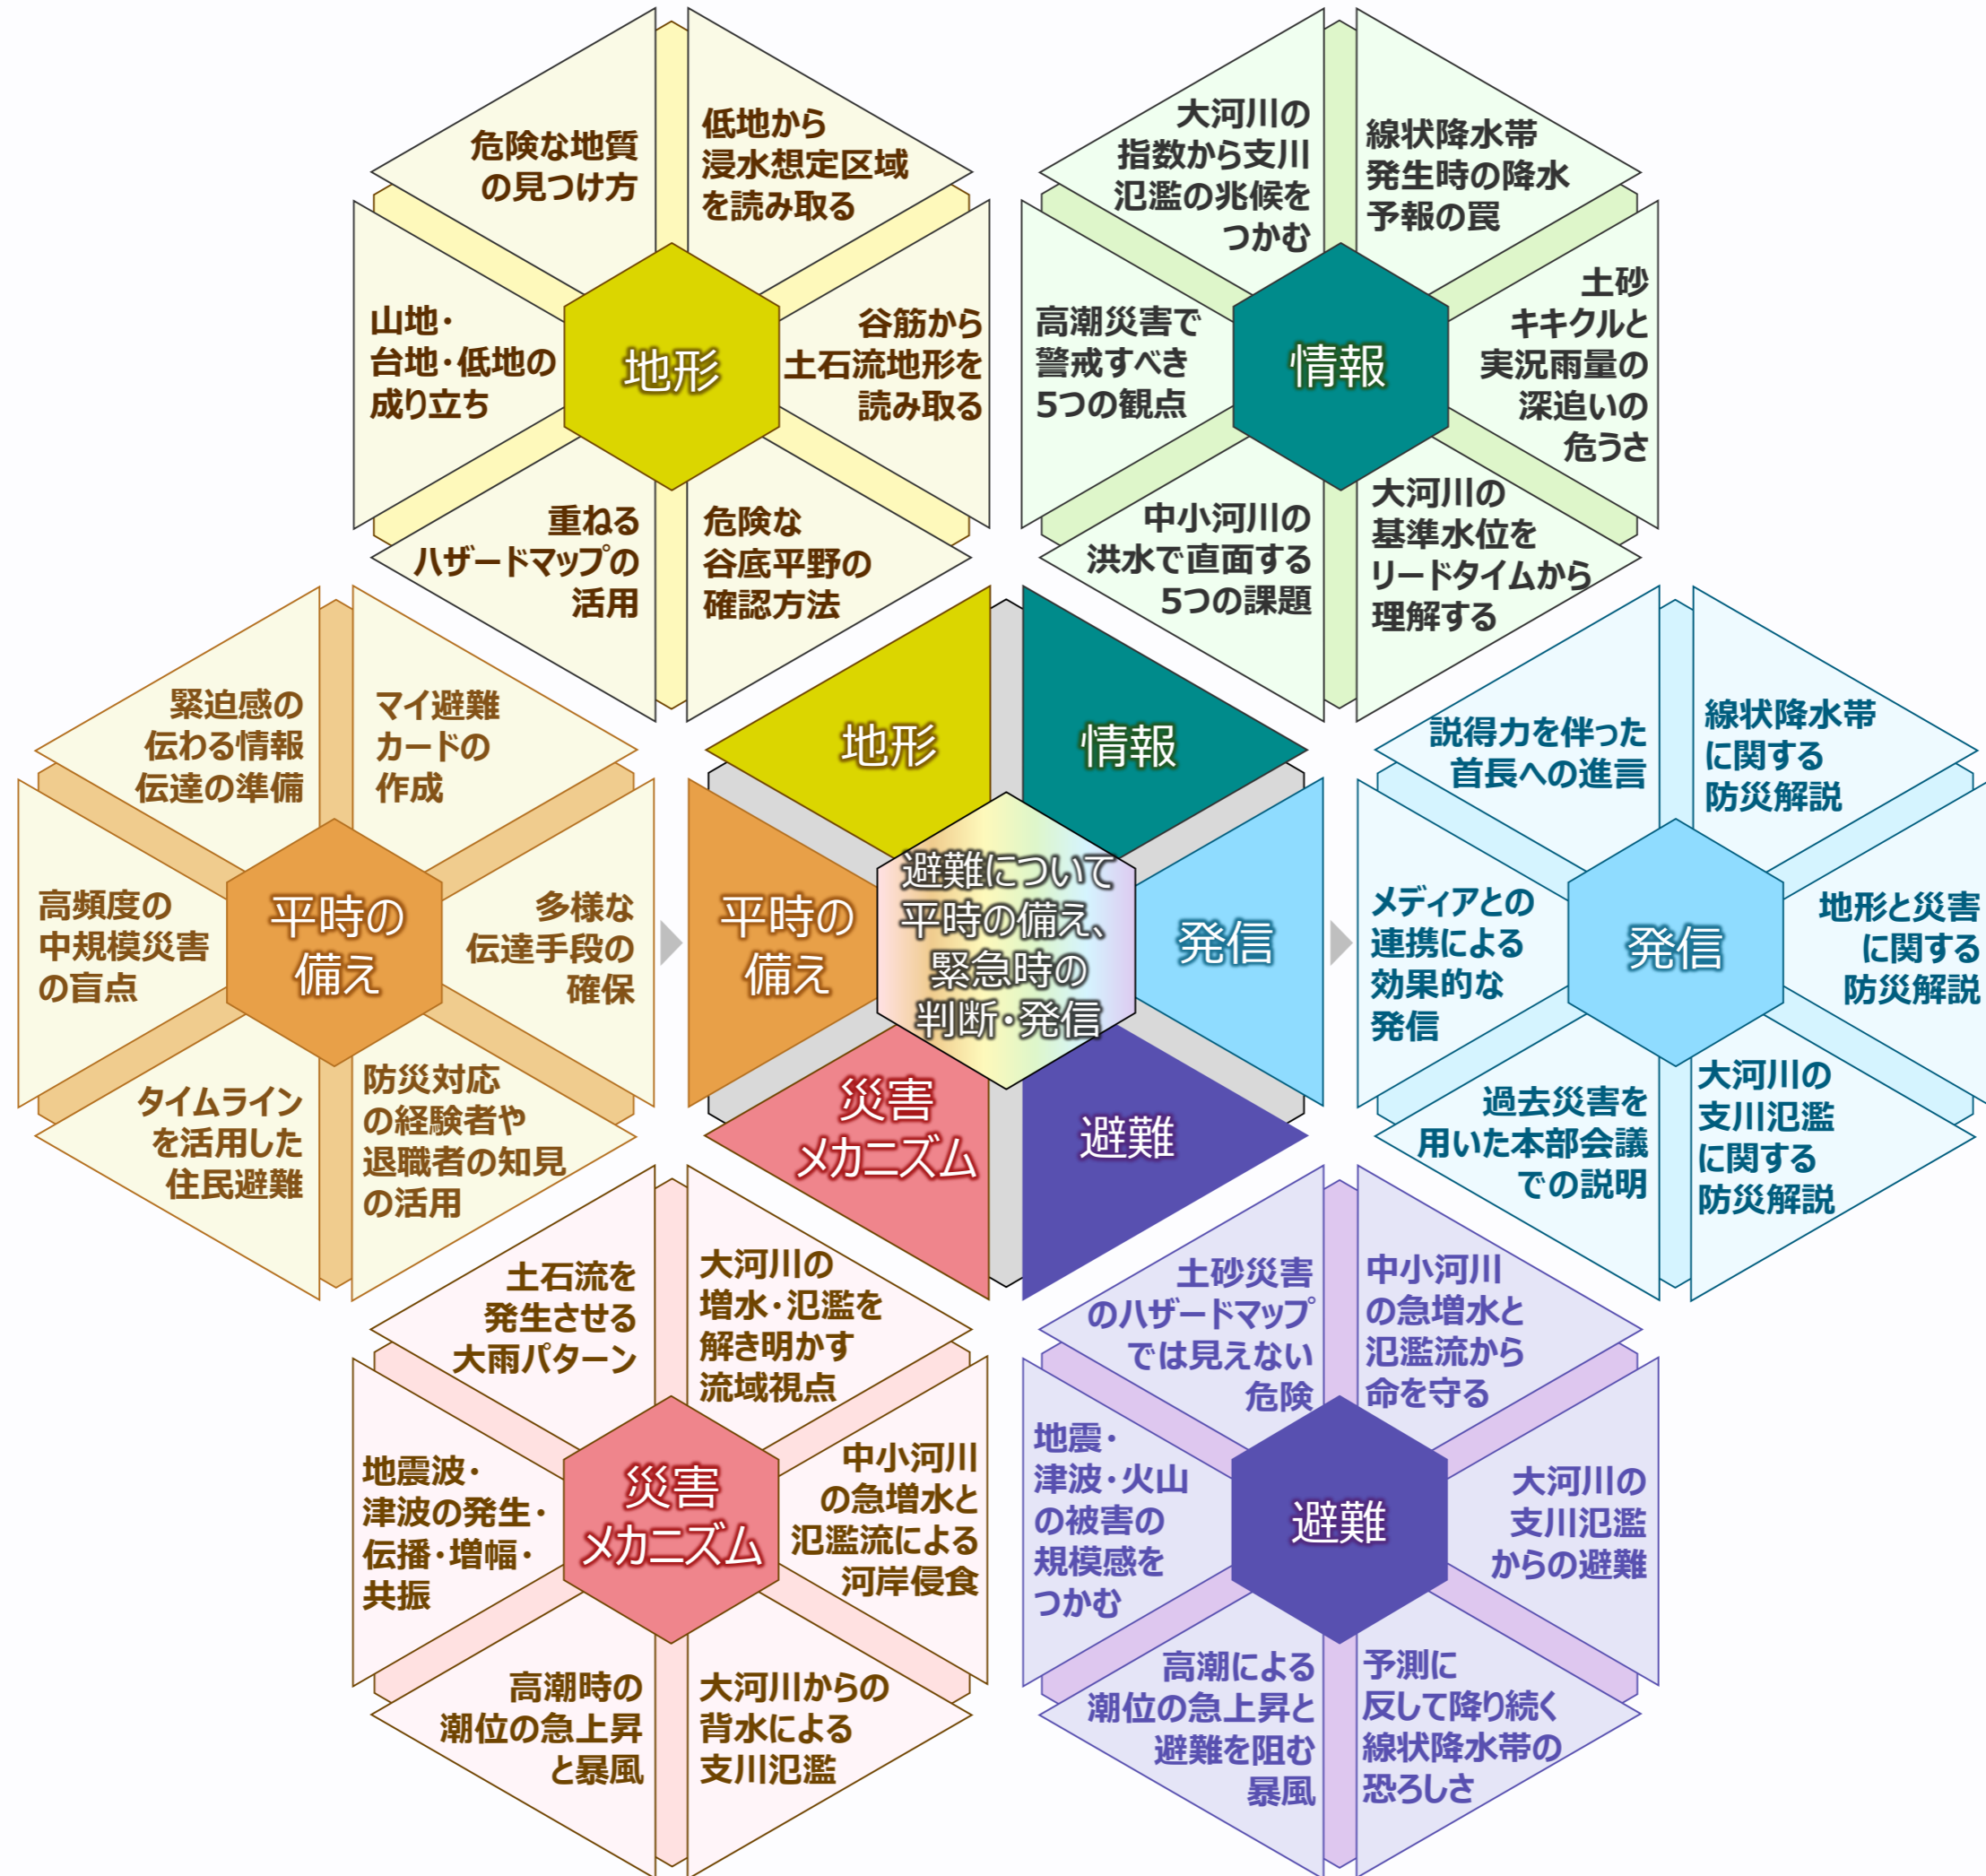 危険な地質
の見つけ方
低地から
浸水想定区域
を読み取る
山地・
台地・低地の
成り立ち
地形
谷筋から
土石流地形を
読み取る
重ねる
ハザードマップの
活用
危険な
谷底平野の
確認方法
大河川の
指数から支川
氾濫の兆候を
つかむ
線状降水帯
発生時の降水
予報の罠
高潮災害で
警戒すべき
5つの観点
情報
土砂
キキクルと
実況雨量の
深追いの
危うさ
中小河川の
洪水で直面する
5つの課題
大河川の
基準水位を
リードタイムから
理解する
緊迫感の
伝わる情報
伝達の準備
マイ避難
カードの
作成
高頻度の
中規模災害
の盲点
平時の
備え
多様な
伝達手段の
確保
タイムライン
を活用した
住民避難
防災対応
の経験者や
退職者の知見
の活用
地形
情報
平時の
備え
避難について
平時の備え、
緊急時の
判断・発信
発信
災害
メカニズム
避難
説得力を伴った
首長への進言
線状降水帯
に関する
防災解説
メディアとの
連携による
効果的な
発信
発信
地形と災害
に関する
防災解説
過去災害を
用いた本部会議
での説明
大河川の
支川氾濫
に関する
防災解説
土石流を
発生させる
大雨パターン
大河川の
増水・氾濫を
解き明かす
流域視点
地震波・
津波の発生・
伝播・増幅・
共振
災害
メカニズム
中小河川
の急増水と
氾濫流による
河岸侵食
高潮時の
潮位の急上昇
と暴風
大河川からの
背水による
支川氾濫
土砂災害
のハザードマップ
では見えない
危険
中小河川
の急増水と
氾濫流から
命を守る
地震・
津波・火山
の被害の
規模感を
つかむ
避難
大河川の
支川氾濫
からの避難
高潮による
潮位の急上昇と
避難を阻む
暴風
予測に
反して降り続く
線状降水帯の
恐ろしさ